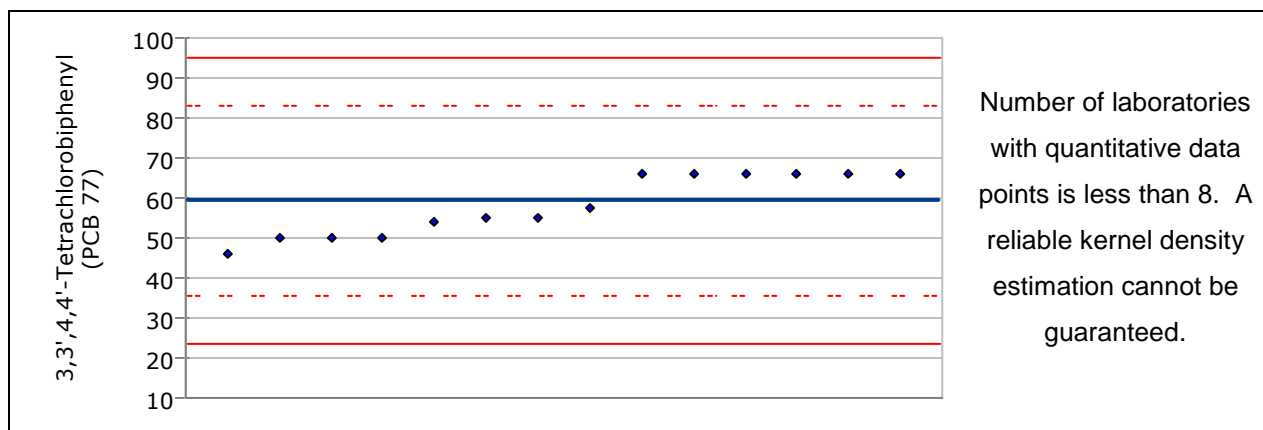 3,3',4,4'-Tetrachlorobiphenyl
(PCB 77)
100
90
80
70
60
50
40
30
20
10
Number of laboratories
with quantitative data
points is less than 8. A
reliable kernel density
estimation cannot be
guaranteed.